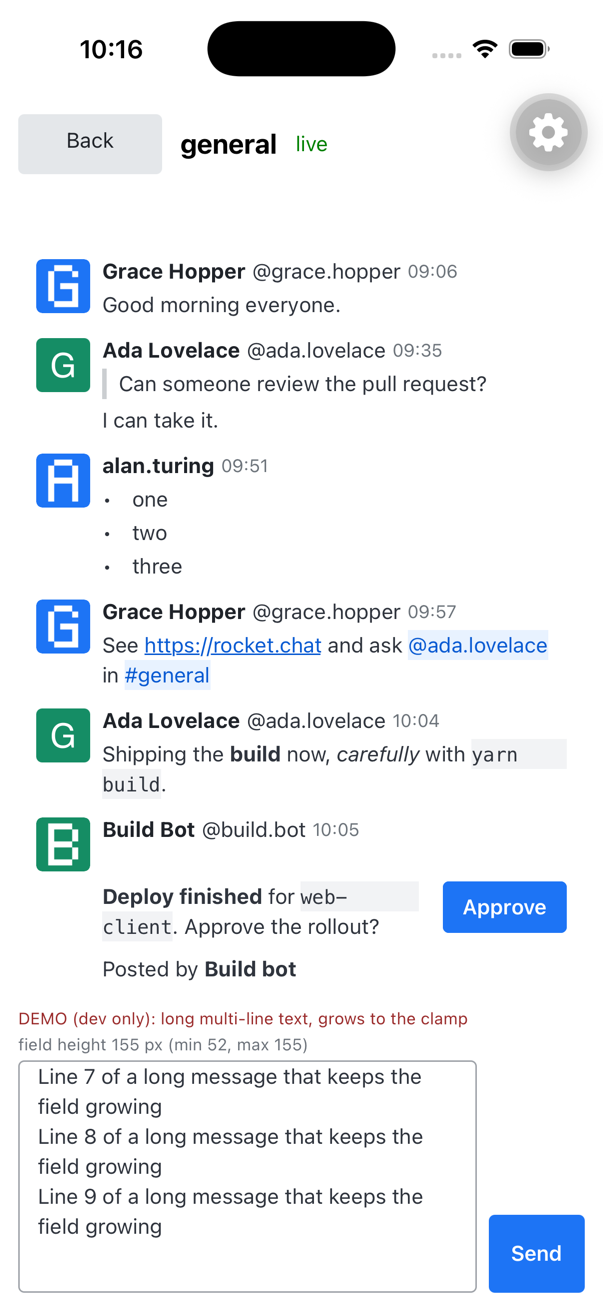 10:16
Back
general live
G
Grace Hopper @grace.hopper 09:06
Good morning everyone.
G
Ada Lovelace @ada.lovelace 09:35
Can someone review the pull request?
I can take it.
A
alan.turing 09:51
• one
• two
• three
G
Grace Hopper @grace.hopper 09:57
See https://rocket.chat and ask @ada.lovelace
in #general
G
Ada Lovelace @ada.lovelace 10:04
Shipping the build now, carefully with yarn
build.
B
Build Bot @build.bot 10:05
Deploy finished for web-
client. Approve the rollout?
Approve
Posted by Build bot
DEMO (dev only): long multi-line text, grows to the clamp
field height 155 px (min 52, max 155)
Line 7 of a long message that keeps the
field growing
Line 8 of a long message that keeps the
field growing
Line 9 of a long message that keeps the
field growing
Send